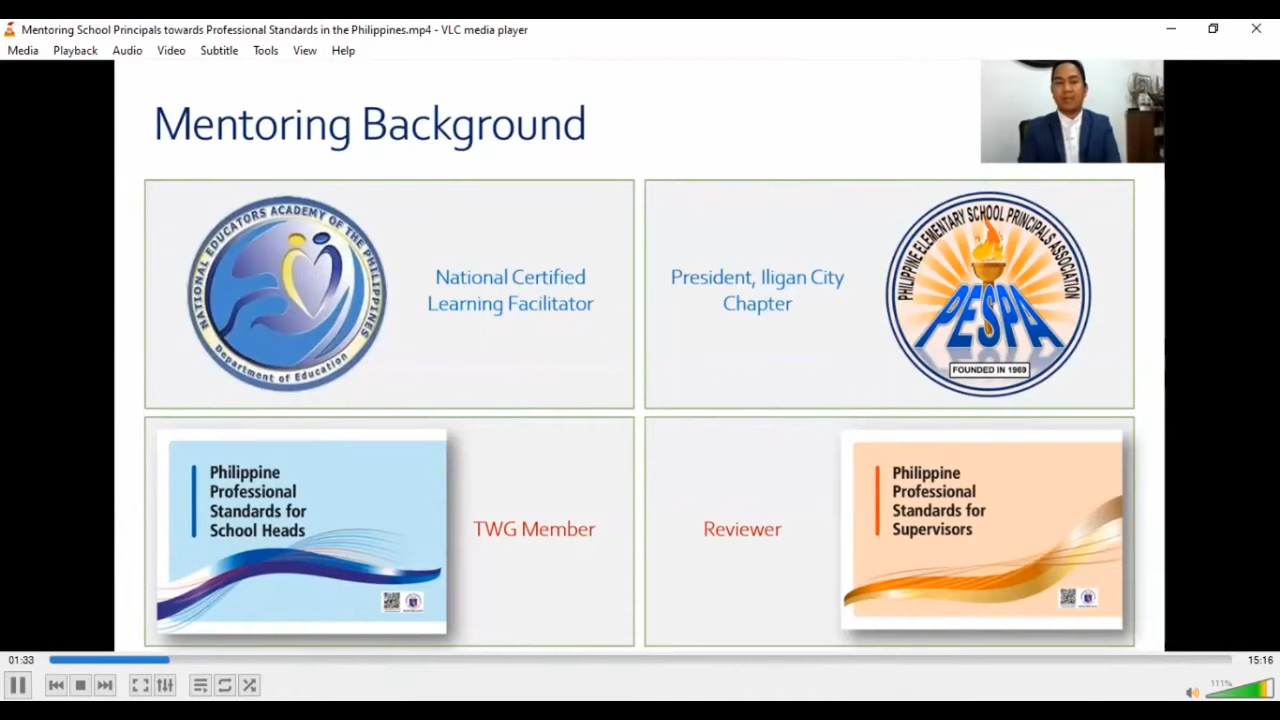 Mentoring School Principals towards Professional Standards in the Philippines.mp4 - VLC media player
Media Playback Audio Video Subtitle Tools View Help
Mentoring Background
NATIONAL EDUCATORS ACADEMY OF THE PHILIPPINES
Department of Education
National Certified
Learning Facilitator
President, Iligan City
Chapter
PHILIPPINE ELEMENTARY SCHOOL PRINCIPALS ASSOCIATION
PESPA
FOUNDED IN 1969
Philippine
Professional
Standards for
School Heads
TWG Member
Reviewer
Philippine
Professional
Standards for
Supervisors
01:33
15:16
111%